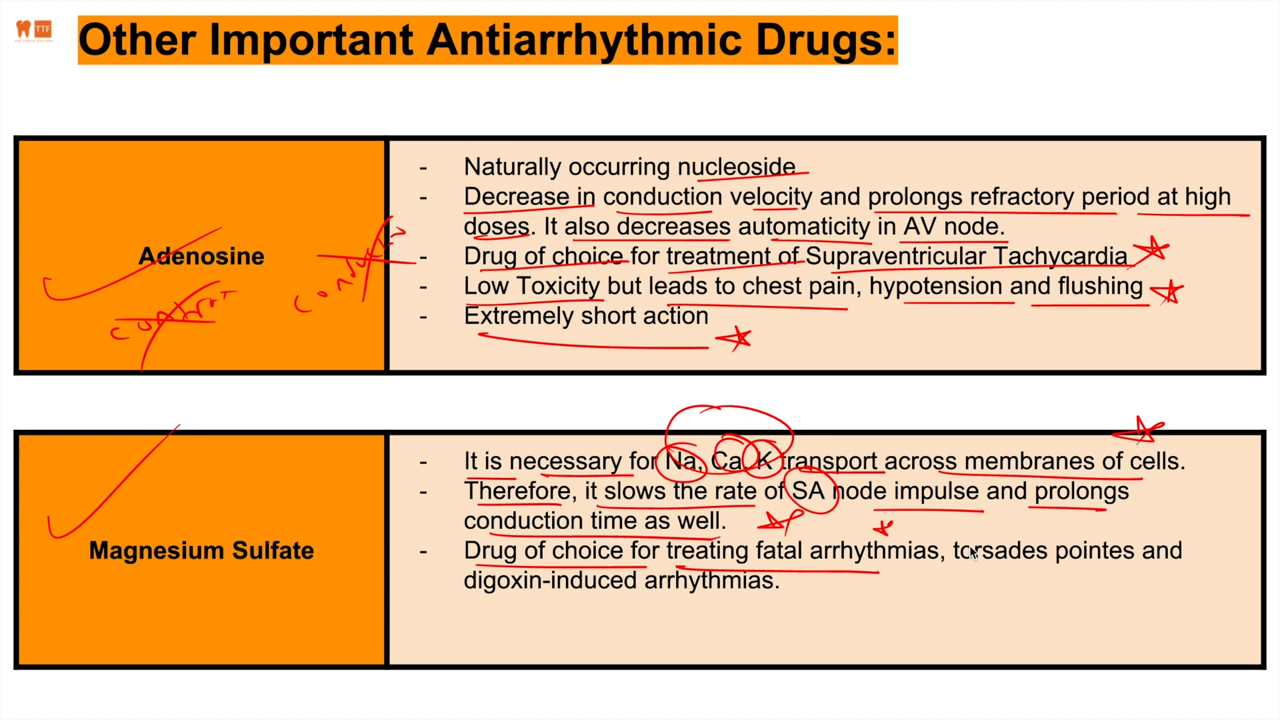 TTF
Other Important Antiarrhythmic Drugs:
Adenosine
- Naturally occurring nucleoside
- Decrease in conduction velocity and prolongs refractory period at high
doses. It also decreases automaticity in AV node.
- Drug of choice for treatment of Supraventricular Tachycardia
- Low Toxicity but leads to chest pain, hypotension and flushing
- Extremely short action
Magnesium Sulfate
- It is necessary for Na, Ca, K transport across membranes of cells.
- Therefore, it slows the rate of SA node impulse and prolongs
conduction time as well.
- Drug of choice for treating fatal arrhythmias, torsades pointes and
digoxin-induced arrhythmias.